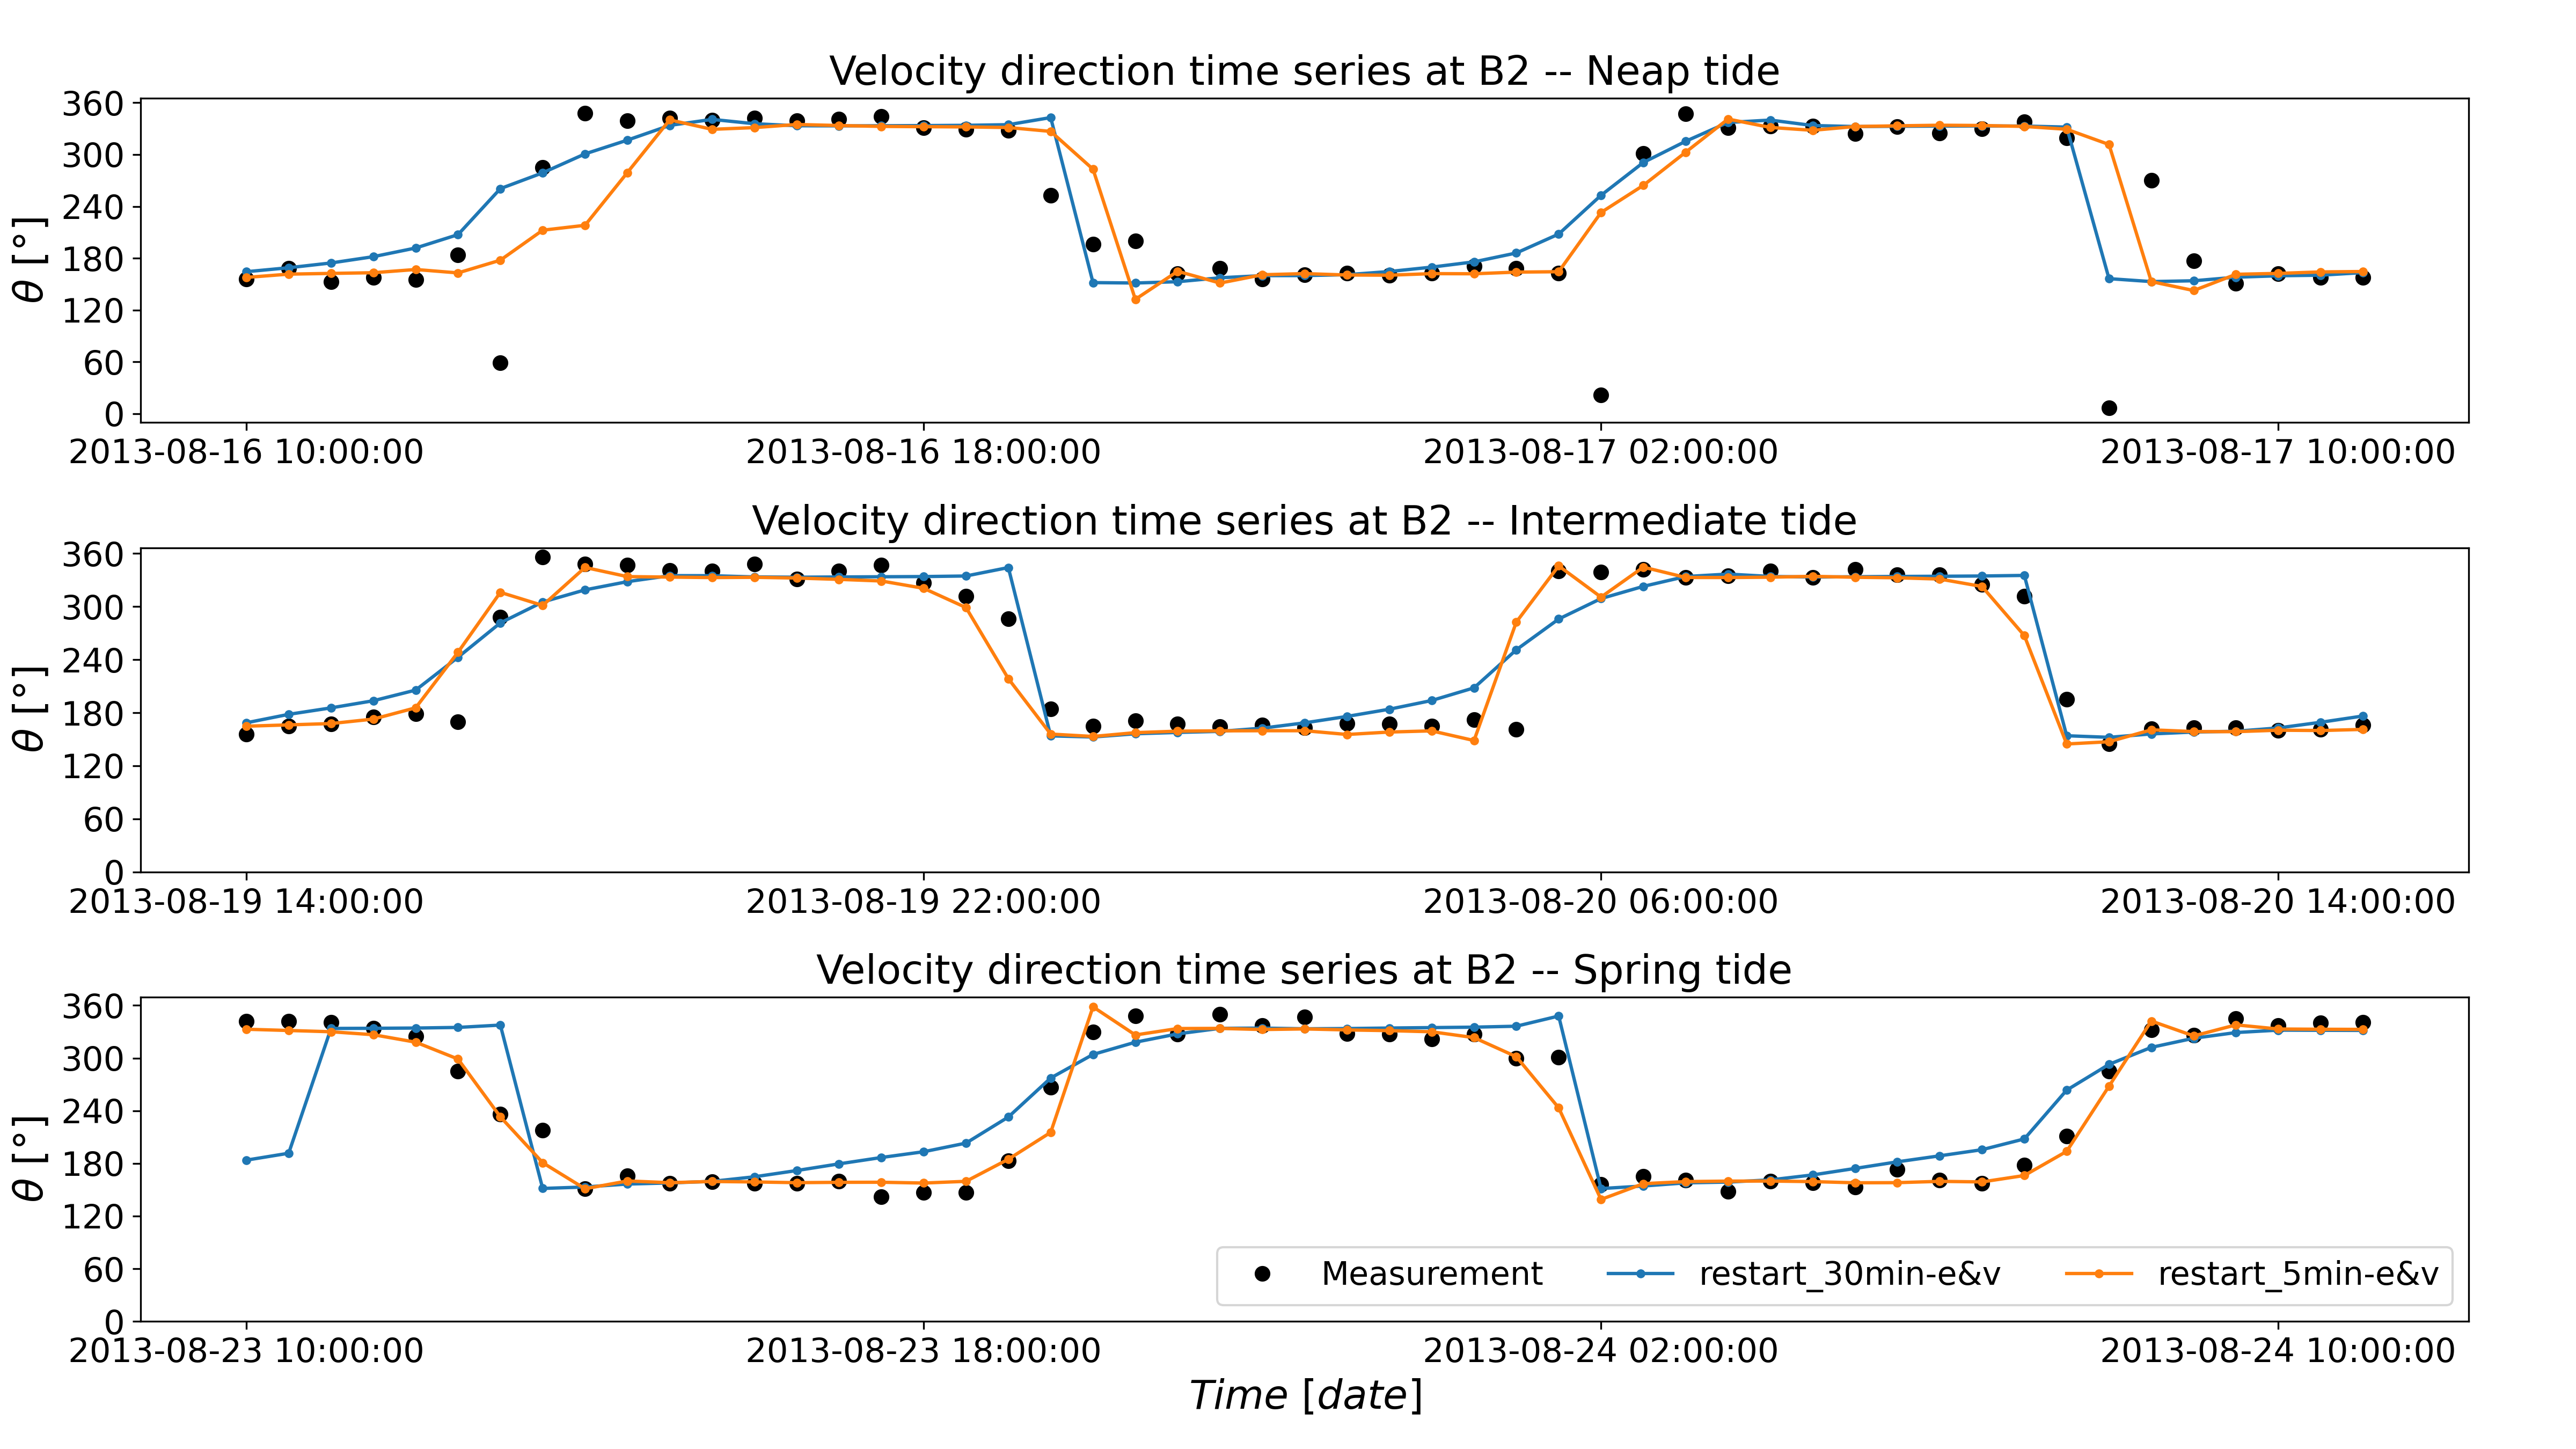 Velocity direction time series at B2 -- Neap tide
360
300
240
180
120
60
0
θ [°]
2013-08-16 10:00:00 2013-08-16 18:00:00 2013-08-17 02:00:00 2013-08-17 10:00:00
Velocity direction time series at B2 -- Intermediate tide
360
300
240
180
120
60
0
θ [°]
2013-08-19 14:00:00 2013-08-19 22:00:00 2013-08-20 06:00:00 2013-08-20 14:00:00
Velocity direction time series at B2 -- Spring tide
360
300
240
180
120
60
0
θ [°]
Measurement restart_30min-e&v restart_5min-e&v
2013-08-23 10:00:00 2013-08-23 18:00:00 2013-08-24 02:00:00 2013-08-24 10:00:00
Time [date]